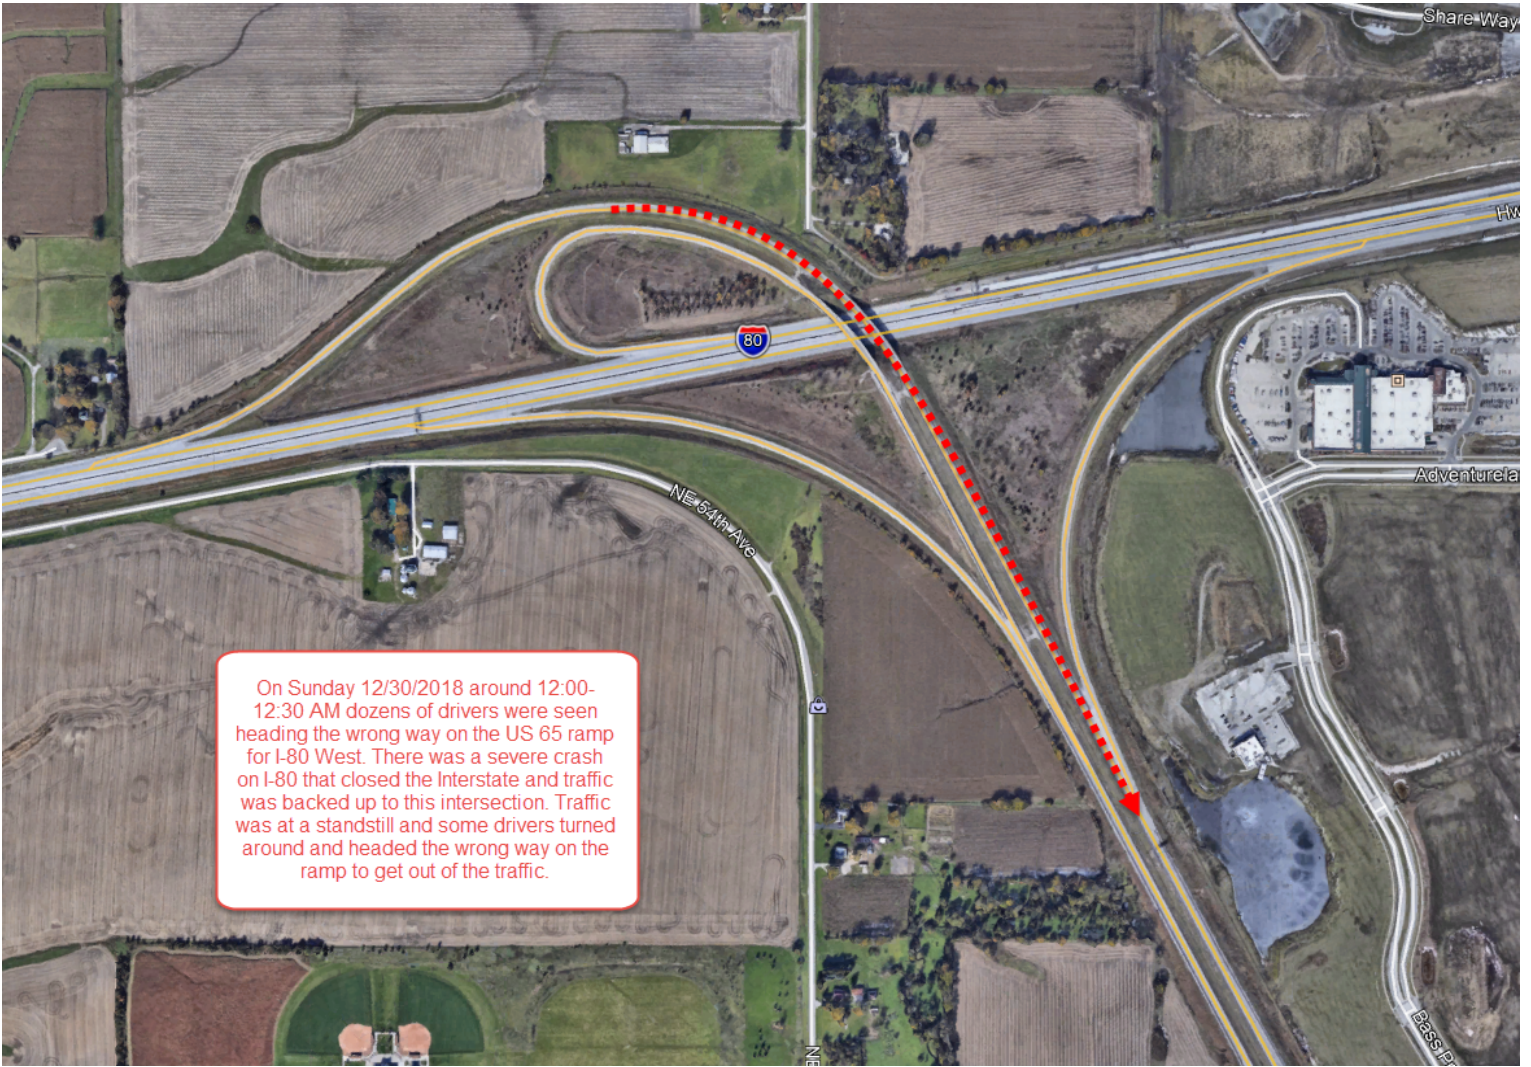 Share Way
Hw
80
Adventurela
NE 54th Ave
On Sunday 12/30/2018 around 12:00-
12:30 AM dozens of drivers were seen
heading the wrong way on the US 65 ramp
for I-80 West. There was a severe crash
on I-80 that closed the Interstate and traffic
was backed up to this intersection. Traffic
was at a standstill and some drivers turned
around and headed the wrong way on the
ramp to get out of the traffic.
Bass Pr
NE